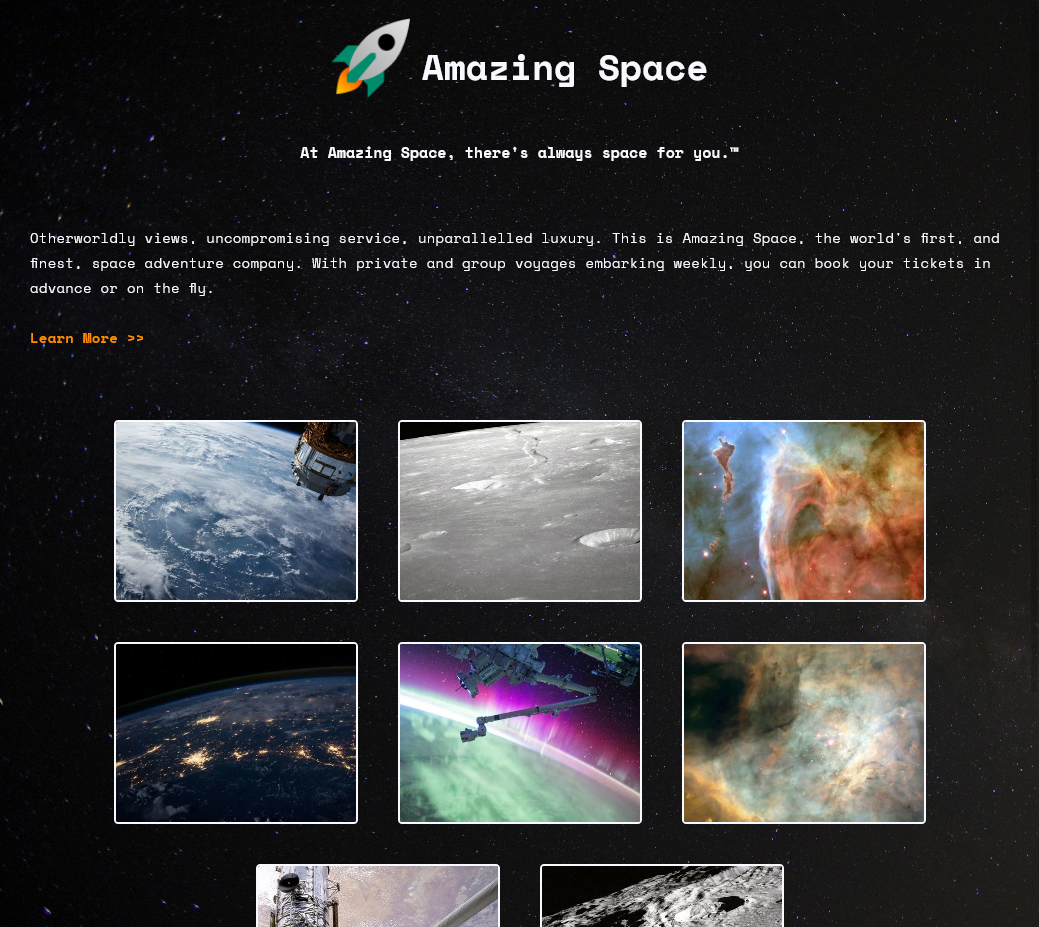 Amazing Space
At Amazing Space, there's always space for you.™
Otherworldly views, uncompromising service, unparallelled luxury. This is Amazing Space, the world's first, and
finest, space adventure company. With private and group voyages embarking weekly, you can book your tickets in
advance or on the fly.
Learn More >>